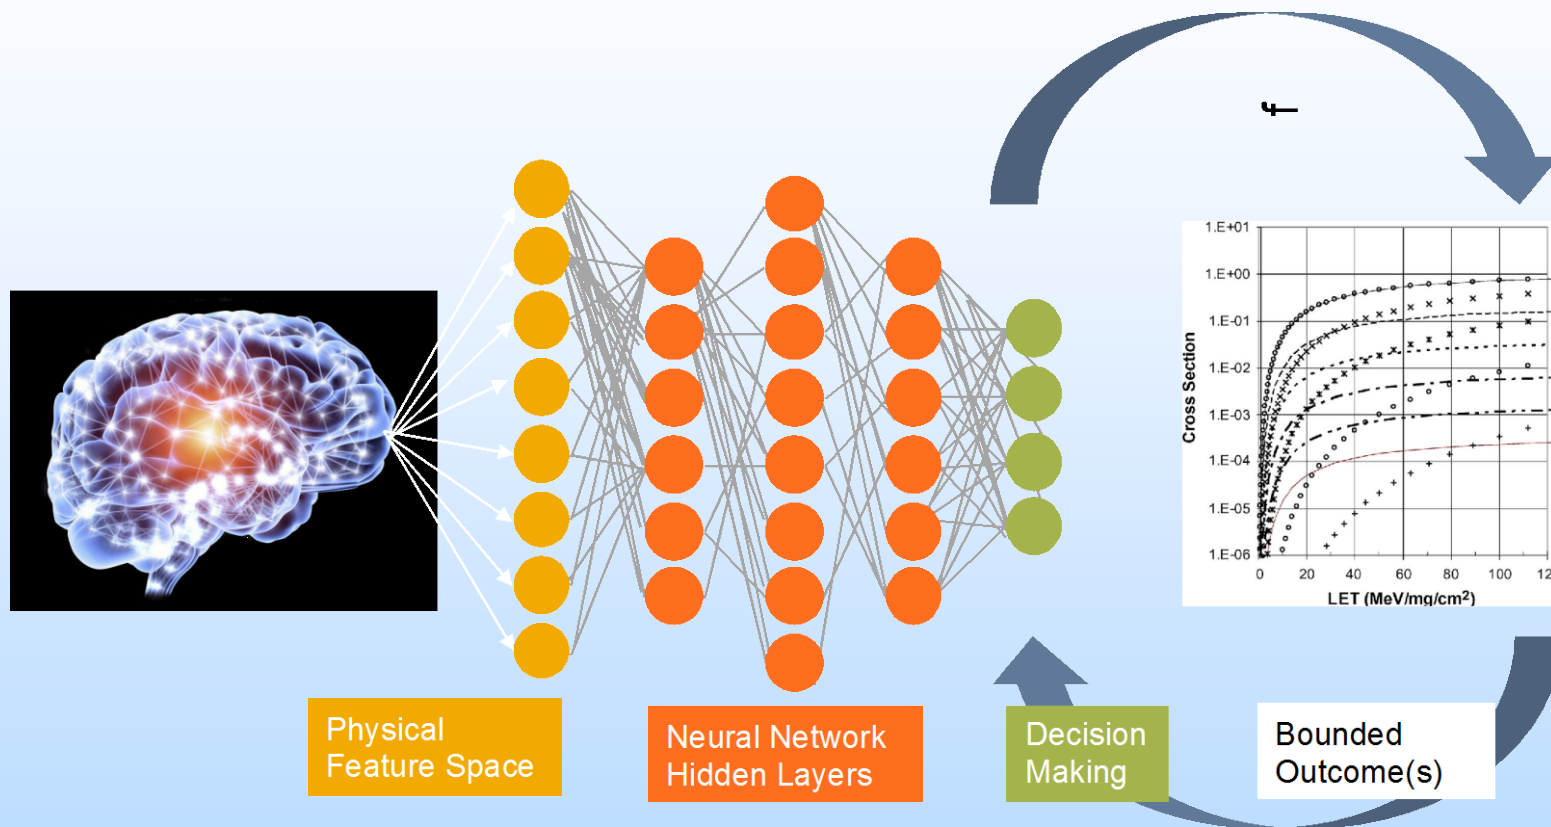 f
1.E+01
1.E+00
1.E-01
1.E-02
1.E-03
1.E-04
1.E-05
1.E-06
Cross Section
0 20 40 60 80 100 12
LET (MeV/mg/cm²)
Physical
Feature Space
Neural Network
Hidden Layers
Decision
Making
Bounded
Outcome(s)